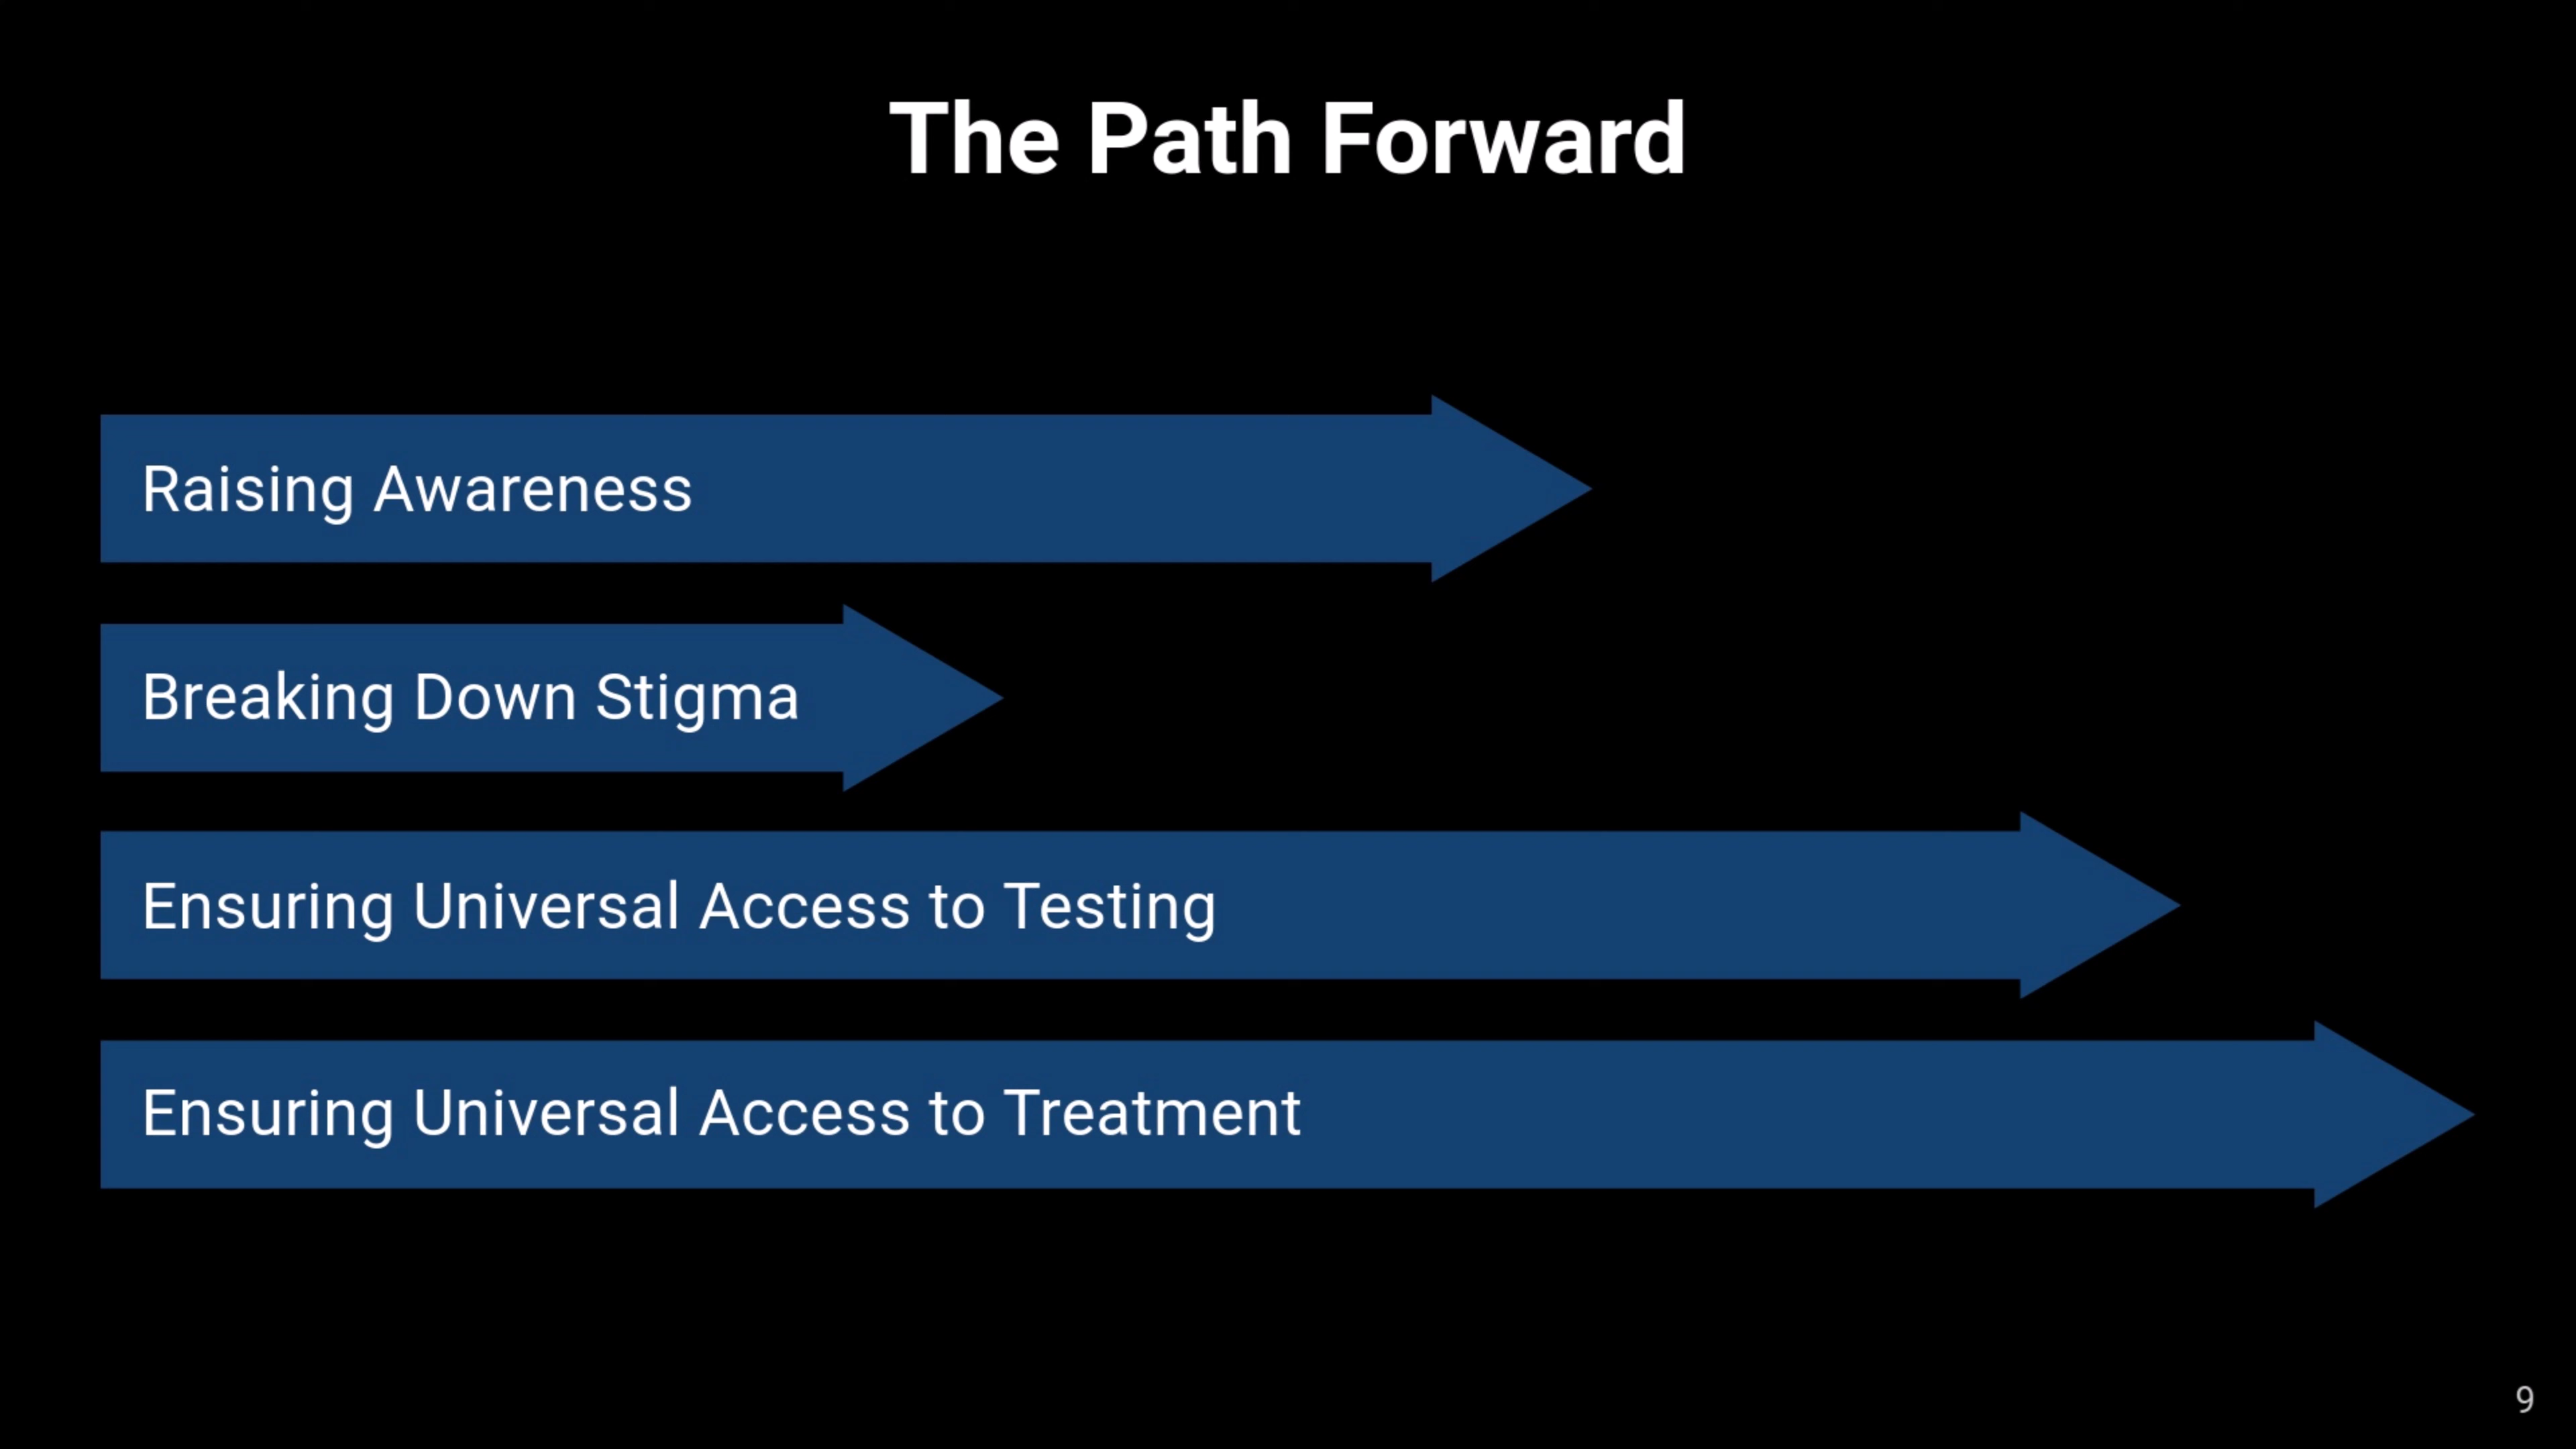 The Path Forward
Raising Awareness
Breaking Down Stigma
Ensuring Universal Access to Testing
Ensuring Universal Access to Treatment
9